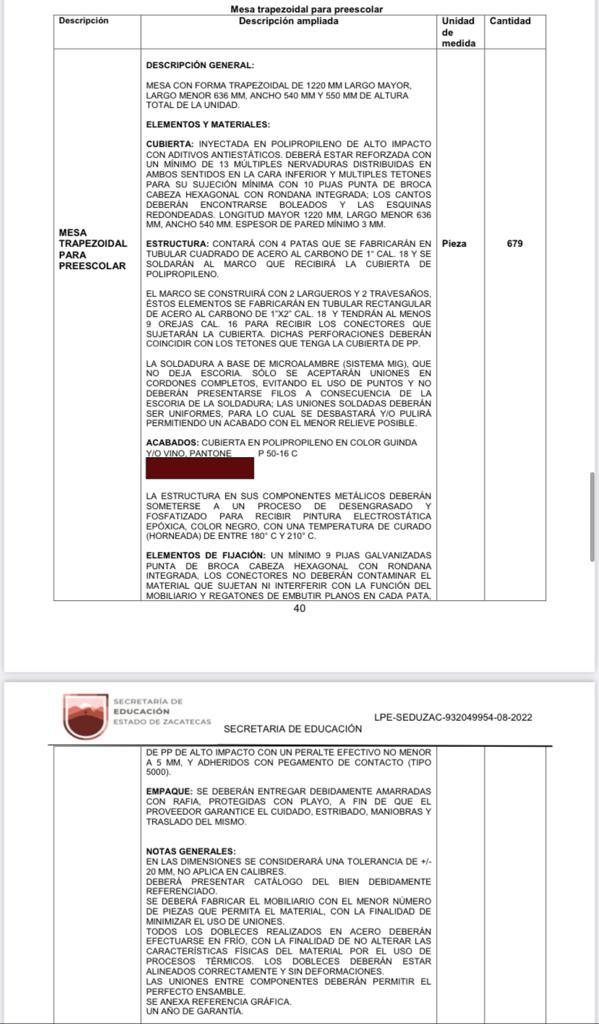 Mesa trapezoidal para preescolar
Descripción
Descripción ampliada
Unidad
de
medida
Cantidad
DESCRIPCIÓN GENERAL:
MESA CON FORMA TRAPEZOIDAL DE 1220 MM LARGO MAYOR,
LARGO MENOR 636 MM, ANCHO 540 MM Y 550 MM DE ALTURA
TOTAL DE LA UNIDAD.
ELEMENTOS Y MATERIALES:
CUBIERTA: INYECTADA EN POLIPROPILENO DE ALTO IMPACTO
CON ADITIVOS ANTIESTÁTICOS. DEBERÁ ESTAR REFORZADA CON
UN MÍNIMO DE 13 MÚLTIPLES NERVADURAS DISTRIBUIDAS EN
AMBOS SENTIDOS EN LA CARA INFERIOR Y MULTIPLES TETONES
PARA SU SUJECIÓN MÍNIMA CON 10 PIJAS PUNTA DE BROCA
CABEZA HEXAGONAL CON RONDANA INTEGRADA; LOS CANTOS
DEBERÁN ENCONTRARSE BOLEADOS Y LAS ESQUINAS
REDONDEADAS. LONGITUD MAYOR 1220 MM, LARGO MENOR 636
MM, ANCHO 540 MM. ESPESOR DE PARED MÍNIMO 3 MM.
MESA
TRAPEZOIDAL
PARA
PREESCOLAR
ESTRUCTURA: CONTARÁ CON 4 PATAS QUE SE FABRICARÁN EN
TUBULAR CUADRADO DE ACERO AL CARBONO DE 1" CAL. 18 Y SE
SOLDARÁN AL MARCO QUE RECIBIRÁ LA CUBIERTA DE
POLIPROPILENO.
Pieza
679
EL MARCO SE CONSTRUIRÁ CON 2 LARGUEROS Y 2 TRAVESAÑOS,
ÉSTOS ELEMENTOS SE FABRICARÁN EN TUBULAR RECTANGULAR
DE ACERO AL CARBONO DE 1"X2" CAL. 18 Y TENDRÁN AL MENOS
9 OREJAS CAL. 16 PARA RECIBIR LOS CONECTORES QUE
SUJETARÁN LA CUBIERTA. DICHAS PERFORACIONES DEBERÁN
COINCIDIR CON LOS TETONES QUE TENGA LA CUBIERTA DE PP.
LA SOLDADURA A BASE DE MICROALAMBRE (SISTEMA MIG), QUE
NO DEJA ESCORIA. SÓLO SE ACEPTARÁN UNIONES EN
CORDONES COMPLETOS, EVITANDO EL USO DE PUNTOS Y NO
DEBERÁN PRESENTARSE FILOS A CONSECUENCIA DE LA
ESCORIA DE LA SOLDADURA; LAS UNIONES SOLDADAS DEBERÁN
SER UNIFORMES, PARA LO CUAL SE DESBASTARÁ Y/O PULIRÁ
PERMITIENDO UN ACABADO CON EL MENOR RELIEVE POSIBLE.
ACABADOS: CUBIERTA EN POLIPROPILENO EN COLOR GUINDA
Y/O VINO, PANTONE P 50-16 C
LA ESTRUCTURA EN SUS COMPONENTES METÁLICOS DEBERÁN
SOMETERSE A UN PROCESO DE DESENGRASADO Y
FOSFATIZADO PARA RECIBIR PINTURA ELECTROSTÁTICA
EPÓXICA, COLOR NEGRO, CON UNA TEMPERATURA DE CURADO
(HORNEADA) DE ENTRE 180° C Y 210° C.
ELEMENTOS DE FIJACIÓN: UN MÍNIMO 9 PIJAS GALVANIZADAS
PUNTA DE BROCA CABEZA HEXAGONAL CON RONDANA
INTEGRADA, LOS CONECTORES NO DEBERÁN CONTAMINAR EL
MATERIAL QUE SUJETAN NI INTERFERIR CON LA FUNCIÓN DEL
MOBILIARIO Y REGATONES DE EMBUTIR PLANOS EN CADA PATA,
40
SECRETARÍA DE
EDUCACIÓN
ESTADO DE ZACATECAS
SECRETARIA DE EDUCACIÓN
LPE-SEDUZAC-932049954-08-2022
DE PP DE ALTO IMPACTO CON UN PERALTE EFECTIVO NO MENOR
A 5 MM, Y ADHERIDOS CON PEGAMENTO DE CONTACTO (TIPO
5000).
EMPAQUE: SE DEBERÁN ENTREGAR DEBIDAMENTE AMARRADAS
CON RAFIA, PROTEGIDAS CON PLAYO, A FIN DE QUE EL
PROVEEDOR GARANTICE EL CUIDADO, ESTRIBADO, MANIOBRAS Y
TRASLADO DEL MISMO.
NOTAS GENERALES:
EN LAS DIMENSIONES SE CONSIDERARÁ UNA TOLERANCIA DE +/-
20 MM, NO APLICA EN CALIBRES.
DEBERÁ PRESENTAR CATÁLOGO DEL BIEN DEBIDAMENTE
REFERENCIADO.
SE DEBERÁ FABRICAR EL MOBILIARIO CON EL MENOR NÚMERO
DE PIEZAS QUE PERMITA EL MATERIAL, CON LA FINALIDAD DE
MINIMIZAR EL USO DE UNIONES.
TODOS LOS DOBLECES REALIZADOS EN ACERO DEBERÁN
EFECTUARSE EN FRÍO, CON LA FINALIDAD DE NO ALTERAR LAS
CARACTERÍSTICAS FÍSICAS DEL MATERIAL POR EL USO DE
PROCESOS TÉRMICOS. LOS DOBLECES DEBERÁN ESTAR
ALINEADOS CORRECTAMENTE Y SIN DEFORMACIONES.
LAS UNIONES ENTRE COMPONENTES DEBERÁN PERMITIR EL
PERFECTO ENSAMBLE.
SE ANEXA REFERENCIA GRÁFICA.
UN AÑO DE GARANTÍA.